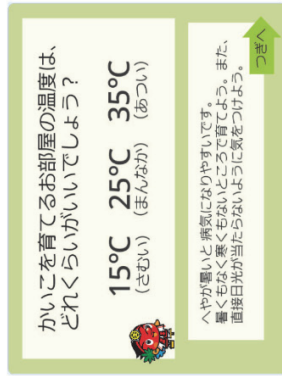 かいこを育てるお部屋の温度は、
どれくらいがいいでしょう？
15℃ 25℃ 35℃
(さむい) (まんなか) (あつい)
へやが暑いと 病気になりやすいです。
暑くもなく寒くもないところで育てよう。また、
直接日光が当たらないように気をつけよう。
つぎへ